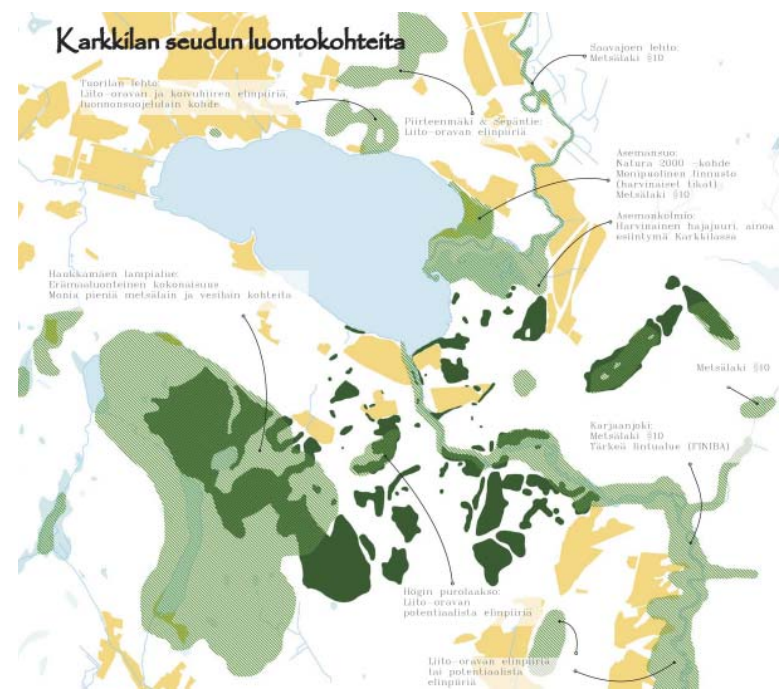 Karkkilan seudun luontokohteita
Saavajoen lehto:
Metsälaki §10
Tuorilan lehto:
Liito-oravan ja koivuhiiren elinpiiriä,
luonnonsuojelulain kohde
Piirteenmäki & Sepäntie:
Liito-oravan elinpiiriä
Asemansuo:
Natura 2000 -kohde
Monipuolinen linnusto
(harvinaiset tikat)
Metsälaki §10
Asemankolmio:
Harvinainen hajajuuri, ainoa
esiintymä Karkkilassa
Haukkamäen lampialue:
Erämaaluonteinen kokonaisuus
Monia pieniä metsälain ja vesilain kohteita
Metsälaki §10
Karjaanjoki:
Metsälaki §10
Tärkeä lintualue (FINIBA)
Högin purolaakso:
Liito-oravan
potentiaalista elinpiiriä
Liito-oravan elinpiiriä
tai potentiaalista
elinpiiriä